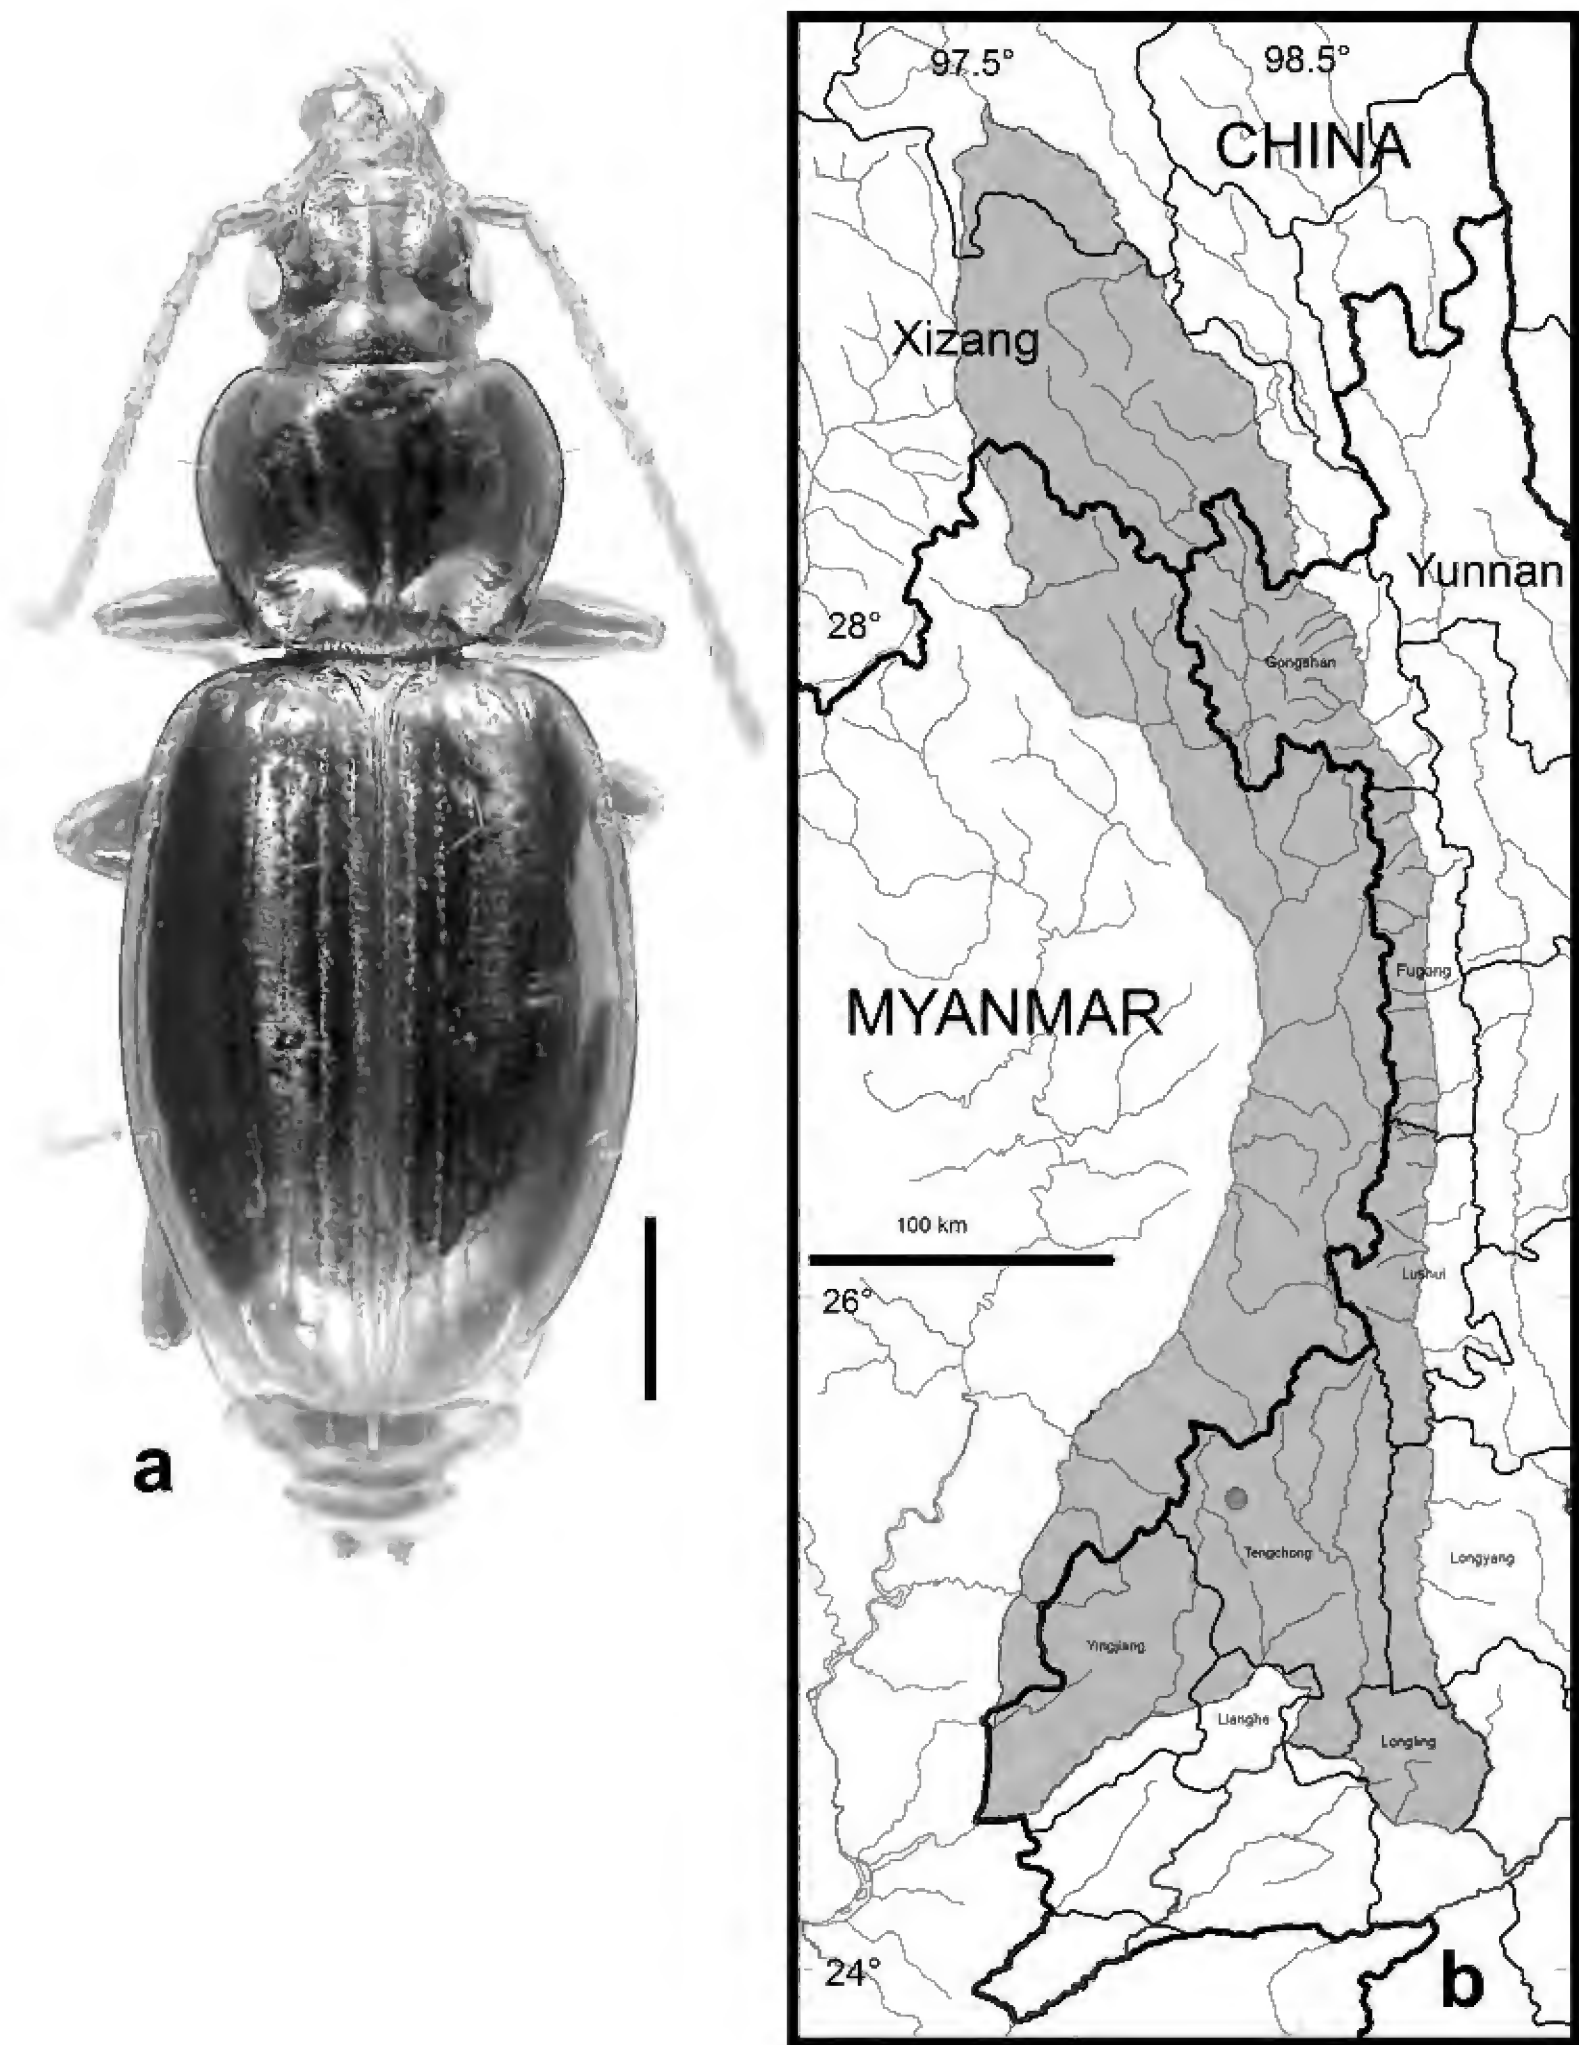 97.5°
98.5°
CHINA
Xizang
Yunnan
28°
Gongshan
Fugong
MYANMAR
100 km
Lushui
26°
a
Tengchong
Longyang
Yingjiang
Lianghe
Longling
24°
b